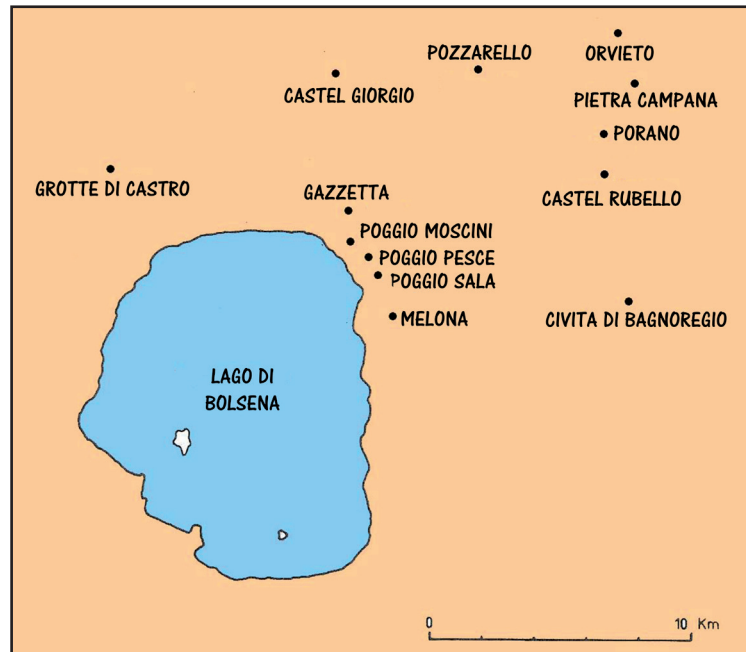 ORVIETO
POZZARELLO
CASTEL GIORGIO
PIETRA CAMPANA
PORANO
GROTTE DI CASTRO
GAZZETTA
CASTEL RUBELLO
POGGIO MOSCINI
POGGIO PESCE
POGGIO SALA
MELONA
CIVITA DI BAGNOREGIO
LAGO DI
BOLSENA
0 10 Km